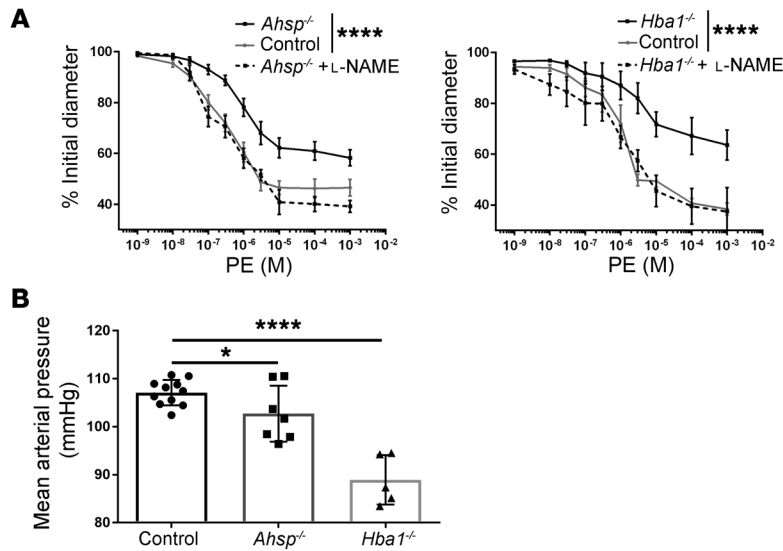 A
Ahsp-/-
Control
Ahsp-/- + L-NAME
****
% Initial diameter
100
80
60
40
10-9 10-8 10-7 10-6 10-5 10-4 10-3 10-2
PE (M)
Hba1-/-
Control
Hba1-/- + L-NAME
****
% Initial diameter
100
80
60
40
10-9 10-8 10-7 10-6 10-5 10-4 10-3 10-2
PE (M)
B
Mean arterial pressure
(mmHg)
120
110
100
90
80
****
*
Control Ahsp-/- Hba1-/-